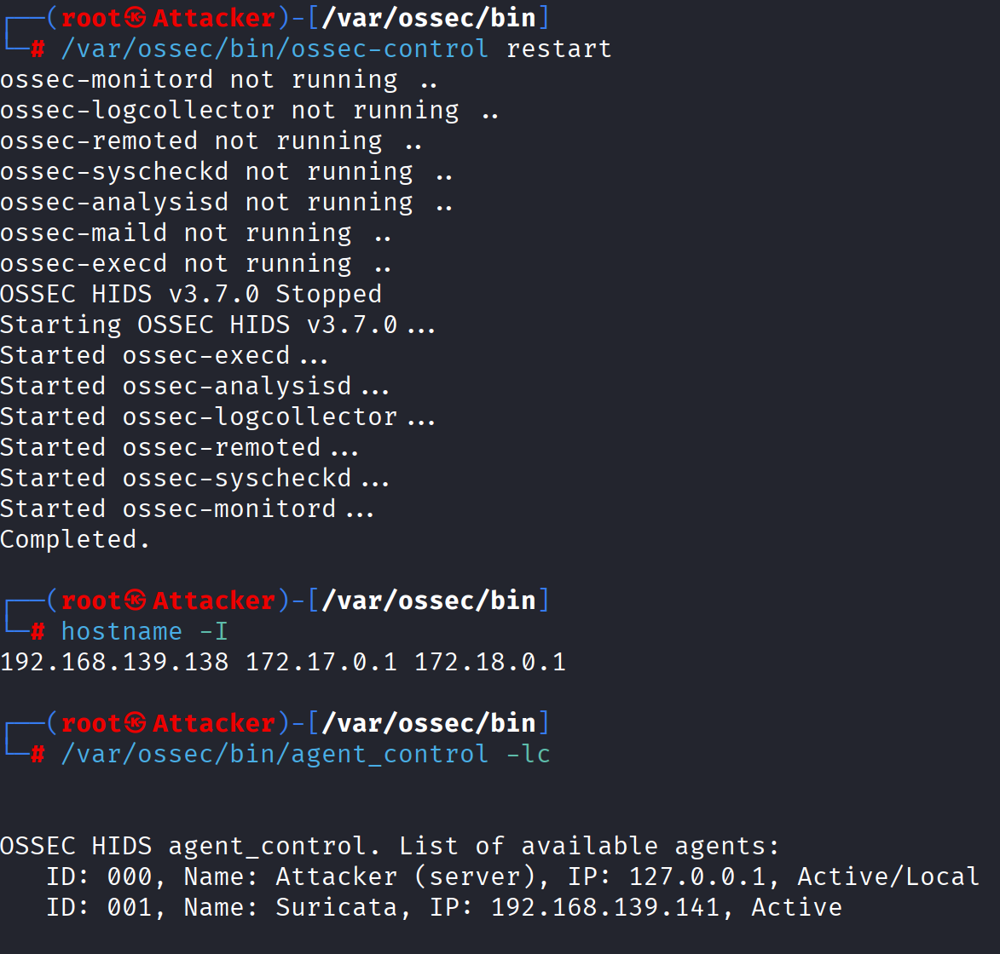 ┌──(root㉿Attacker)-[/var/ossec/bin]
└─# /var/ossec/bin/ossec-control restart
ossec-monitord not running ..
ossec-logcollector not running ..
ossec-remoted not running ..
ossec-syscheckd not running ..
ossec-analysisd not running ..
ossec-maild not running ..
ossec-execd not running ..
OSSEC HIDS v3.7.0 Stopped
Starting OSSEC HIDS v3.7.0...
Started ossec-execd...
Started ossec-analysisd...
Started ossec-logcollector...
Started ossec-remoted...
Started ossec-syscheckd...
Started ossec-monitord...
Completed.
┌──(root㉿Attacker)-[/var/ossec/bin]
└─# hostname -I
192.168.139.138 172.17.0.1 172.18.0.1
┌──(root㉿Attacker)-[/var/ossec/bin]
└─# /var/ossec/bin/agent_control -lc
OSSEC HIDS agent_control. List of available agents:
   ID: 000, Name: Attacker (server), IP: 127.0.0.1, Active/Local
   ID: 001, Name: Suricata, IP: 192.168.139.141, Active